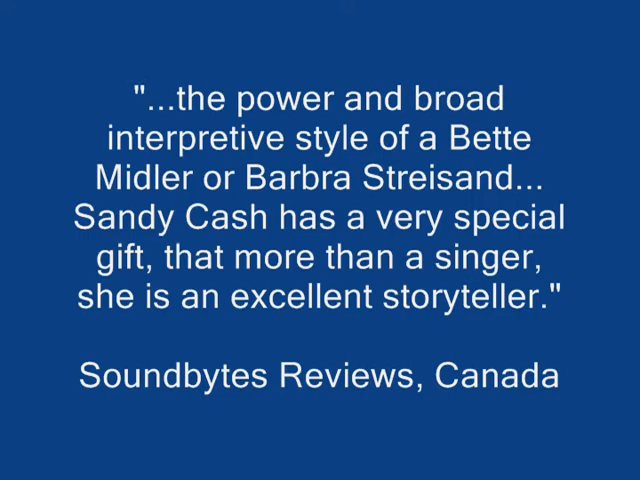 "...the power and broad
interpretive style of a Bette
Midler or Barbra Streisand...
Sandy Cash has a very special
gift, that more than a singer,
she is an excellent storyteller."
Soundbytes Reviews, Canada